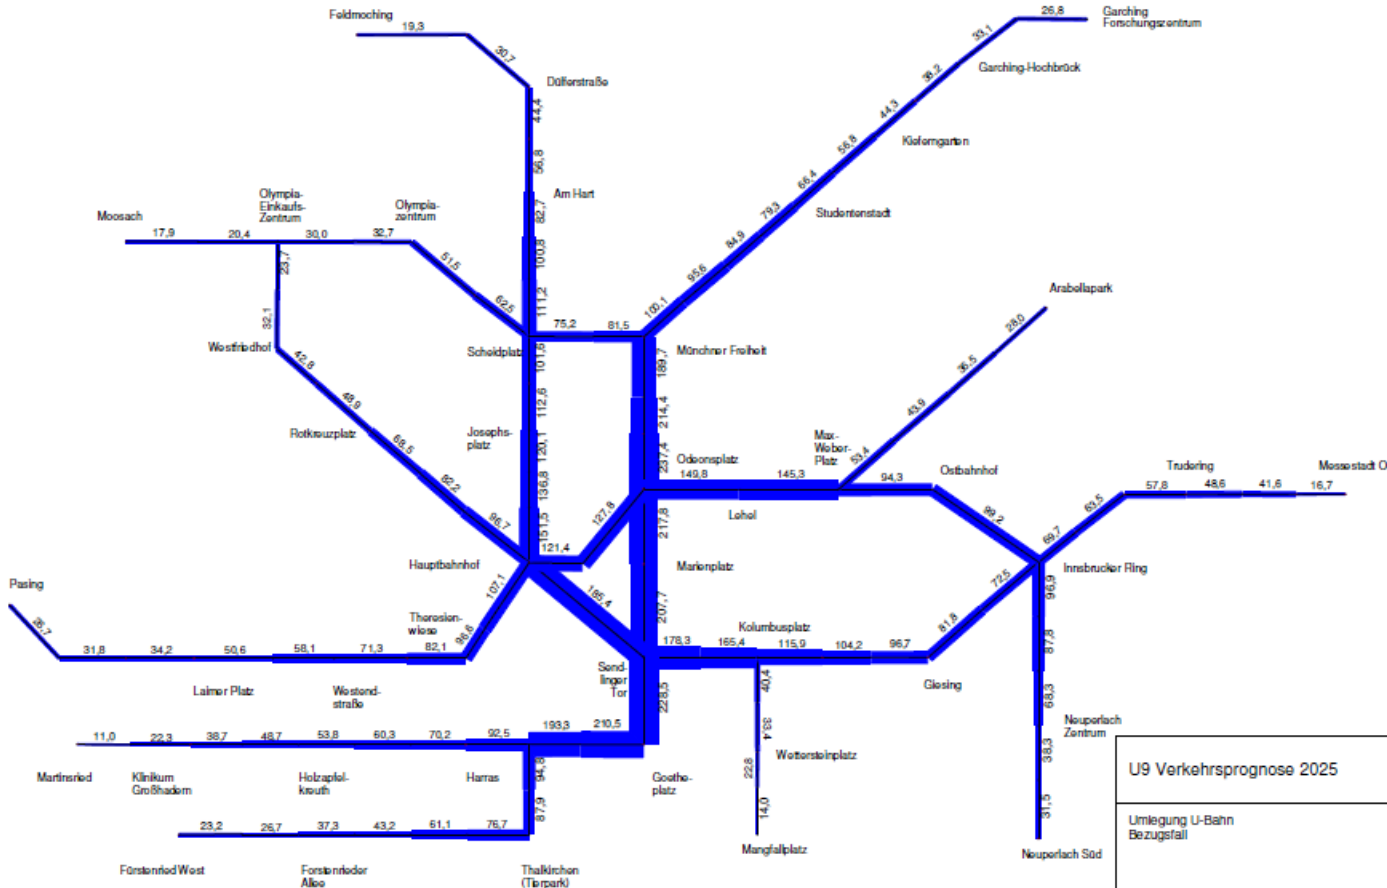 Feldmoching
19,3
30,7
26,8
Garching
Forschungszentrum
33,1
38,2
Garching-Hochbrück
Dülferstraße
44,4
44,3
56,8
56,8
Kieferngarten
66,4
Am Hart
82,7
79,3
Studentenstadt
Olympia-
Einkaufs-
Zentrum
Olympia-
zentrum
Moosach
17,9
20,4
30,0
32,7
23,7
51,5
62,5
100,8
111,2
84,9
95,6
100,1
32,1
75,2
81,5
Arabellapark
28,0
Westfriedhof
42,8
Scheidplatz
101,6
Münchner Freiheit
189,7
36,5
48,9
112,6
214,4
43,9
Rotkreuzplatz
68,5
Josephs-
platz
120,1
237,4
Odeonsplatz
Max-
Weber-
Platz
53,4
82,2
136,8
149,8
145,3
94,3
Ostbahnhof
Trudering
57,8
48,6
41,6
16,7
Messestadt O
96,7
151,5
127,8
217,8
Lehel
99,2
63,5
69,7
Hauptbahnhof
121,4
Marienplatz
Innsbrucker Ring
Pasing
107,1
185,4
207,7
72,5
96,9
Theresien-
wiese
96,6
Kolumbusplatz
81,8
87,8
31,8
34,2
50,6
58,1
71,3
82,1
178,3
165,4
115,9
104,2
96,7
Laimer Platz
Westend-
straße
Send-
linger
Tor
228,5
40,4
Giesing
68,3
33,4
Neuperlach
Zentrum
11,0
22,3
38,7
48,7
53,8
60,3
70,2
92,5
193,3
210,5
Wettersteinplatz
38,3
Martinsried
Klinikum
Großhadern
Holzapfel-
kreuth
Harras
94,8
Goethe-
platz
22,8
87,9
14,0
31,5
23,2
26,7
37,3
43,2
61,1
76,7
Mangfallplatz
Neuperlach Süd
Fürstenried West
Forstenrieder
Allee
Thalkirchen
(Tierpark)
U9 Verkehrsprognose 2025
Umlegung U-Bahn
Bezugsfall